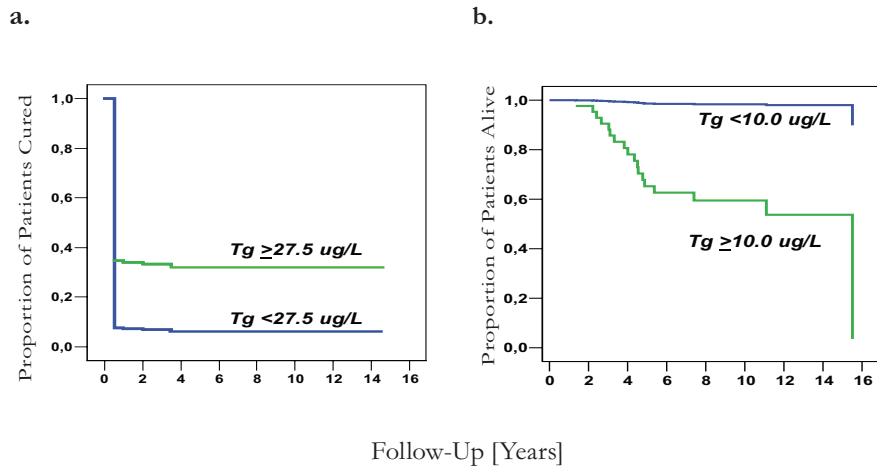 a.
b.
Proportion of Patients Cured
1,0
0,8
0,6
0,4
0,2
0,0
Tg ≥27.5 ug/L
Tg <27.5 ug/L
0 2 4 6 8 10 12 14 16
Proportion of Patients Alive
1,0
0,8
0,6
0,4
0,2
0,0
Tg <10.0 ug/L
Tg ≥10.0 ug/L
0 2 4 6 8 10 12 14 16
Follow-Up [Years]